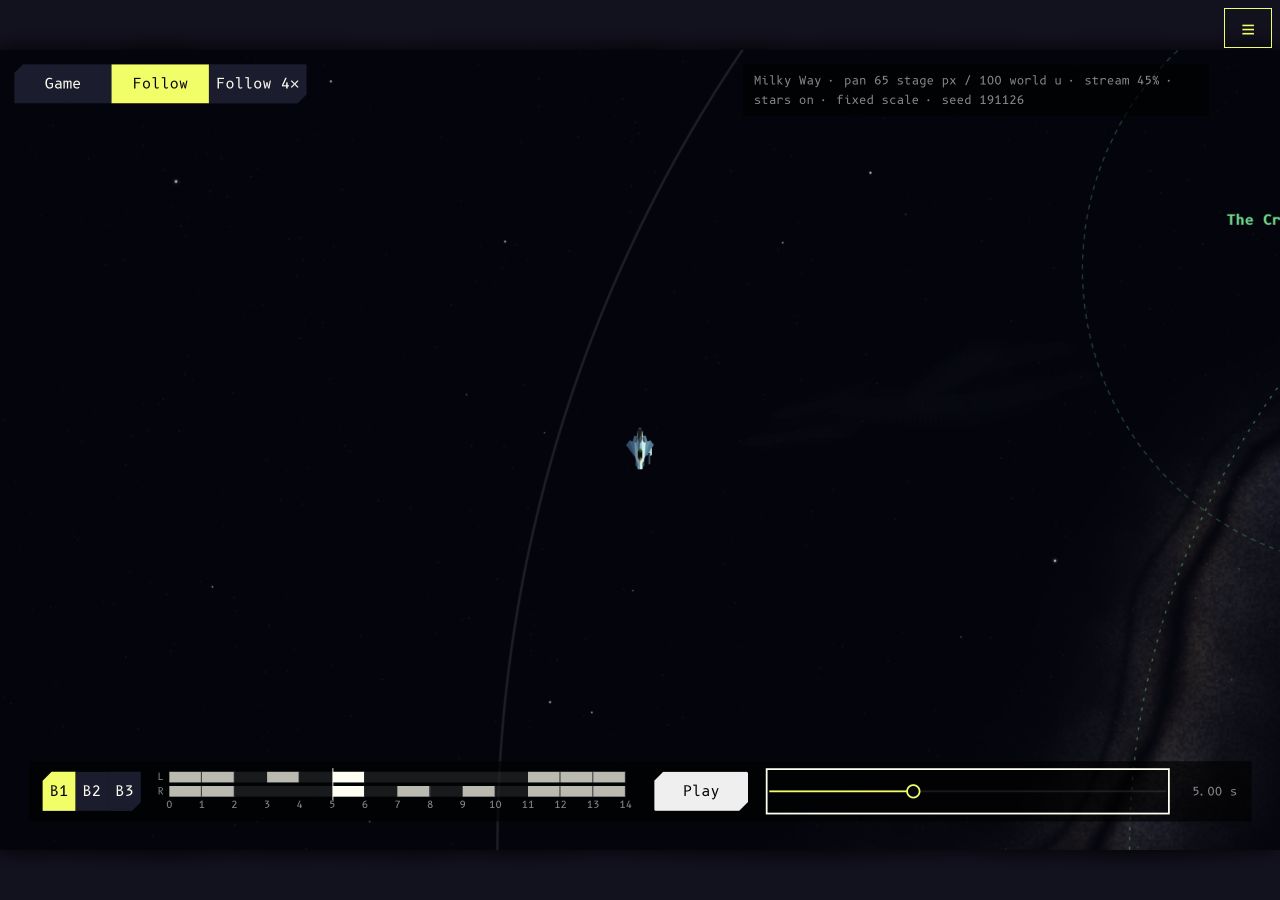 ≡
Game Follow Follow 4×
Milky Way · pan 65 stage px / 100 world u · stream 45% ·
stars on · fixed scale · seed 191126
The Cr
B1 B2 B3
L
R
0 1 2 3 4 5 6 7 8 9 10 11 12 13 14
Play
5.00 s